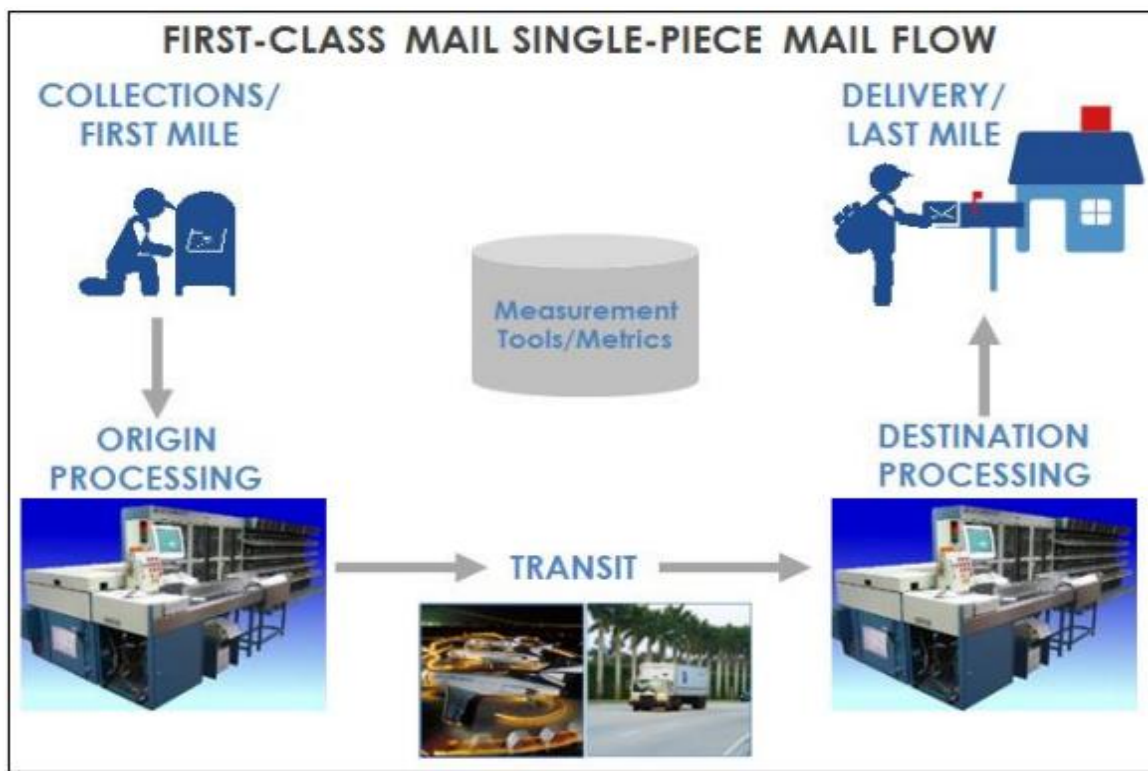 FIRST-CLASS MAIL SINGLE-PIECE MAIL FLOW
COLLECTIONS/
FIRST MILE
DELIVERY/
LAST MILE
Measurement
Tools/Metrics
ORIGIN
PROCESSING
DESTINATION
PROCESSING
TRANSIT